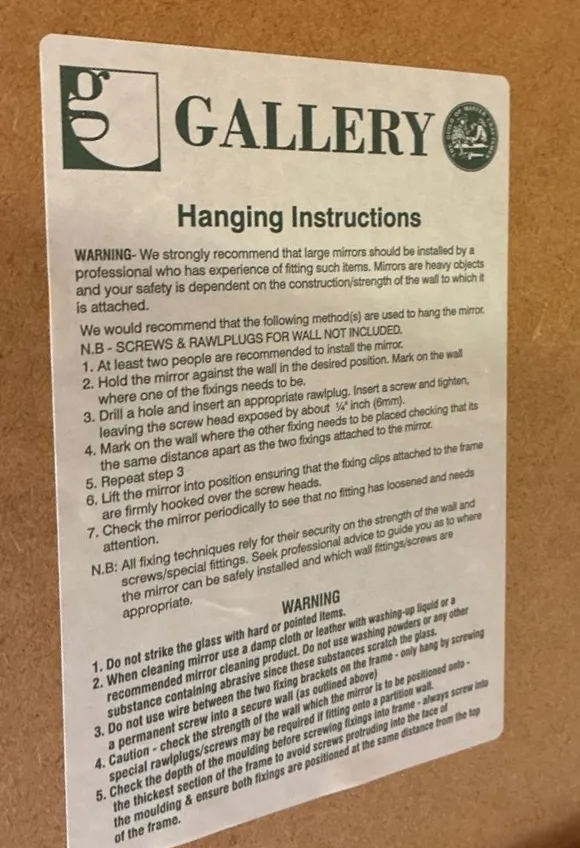 g
GALLERY
THE GUILD OF MASTER CRAFTSMEN
Hanging Instructions
WARNING- We strongly recommend that large mirrors should be installed by a
professional who has experience of fitting such items. Mirrors are heavy objects
and your safety is dependent on the construction/strength of the wall to which it
is attached.
We would recommend that the following method(s) are used to hang the mirror.
N.B - SCREWS & RAWLPLUGS FOR WALL NOT INCLUDED.
1. At least two people are recommended to install the mirror.
2. Hold the mirror against the wall in the desired position. Mark on the wall
where one of the fixings needs to be.
3. Drill a hole and insert an appropriate rawlplug. Insert a screw and tighten,
leaving the screw head exposed by about ¼" inch (6mm).
4. Mark on the wall where the other fixing needs to be placed checking that its
the same distance apart as the two fixings attached to the mirror.
5. Repeat step 3
6. Lift the mirror into position ensuring that the fixing clips attached to the frame
are firmly hooked over the screw heads.
7. Check the mirror periodically to see that no fitting has loosened and needs
attention.
N.B: All fixing techniques rely for their security on the strength of the wall and
screws/special fittings. Seek professional advice to guide you as to where
the mirror can be safely installed and which wall fittings/screws are
appropriate.
WARNING
1. Do not strike the glass with hard or pointed items.
2. When cleaning mirror use a damp cloth or leather with washing-up liquid or a
recommended mirror cleaning product. Do not use washing powders or any other
substance containing abrasive since these substances scratch the glass.
3. Do not use wire between the two fixing brackets on the frame - only hang by screwing
a permanent screw into a secure wall (as outlined above)
4. Caution - check the strength of the wall which the mirror is to be positioned onto -
special rawlplugs/screws may be required if fitting onto a partition wall.
5. Check the depth of the moulding before screwing fixings into frame - always screw into
the thickest section of the frame to avoid screws protruding into the face of
the moulding & ensure both fixings are positioned at the same distance from the top
of the frame.